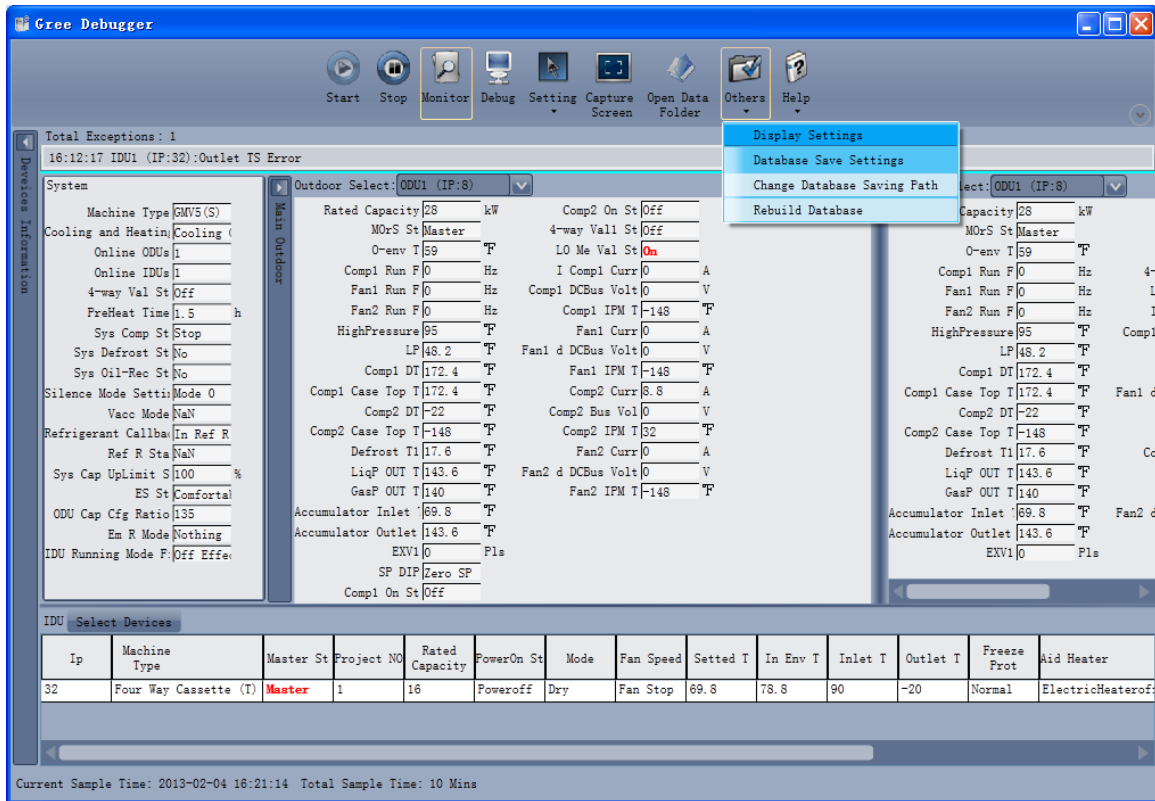 Gree Debugger
Start Stop Monitor Debug Setting Capture Screen Open Data Folder Others Help
Display Settings
Database Save Settings
Change Database Saving Path
Rebuild Database
Total Exceptions: 1
16:12:17 IDU1 (IP:32):Outlet TS Error
Deveices Information
System
Machine Type GMV5(S)
Cooling and Heatin Cooling (
Online ODUs 1
Online IDUs 1
4-way Val St Off
PreHeat Time 1.5 h
Sys Comp St Stop
Sys Defrost St No
Sys Oil-Rec St No
Silence Mode Setti Mode 0
Vacc Mode NaN
Refrigerant Callba In Ref R
Ref R Sta NaN
Sys Cap UpLimit S 100 %
ES St Comforta
ODU Cap Cfg Ratio 135
Em R Mode Nothing
IDU Running Mode F: Off Effe
Main Outdoor
Outdoor Select: ODU1 (IP:8)
Rated Capacity 28 kW
MOrS St Master
O-env T 59 °F
Comp1 Run F 0 Hz
Fan1 Run F 0 Hz
Fan2 Run F 0 Hz
HighPressure 95 °F
LP 48.2 °F
Comp1 DT 172.4 °F
Comp1 Case Top T 172.4 °F
Comp2 DT -22 °F
Comp2 Case Top T -148 °F
Defrost T1 17.6 °F
LiqP OUT T 143.6 °F
GasP OUT T 140 °F
Accumulator Inlet 69.8 °F
Accumulator Outlet 143.6 °F
EXV1 0 Pls
SP DIP Zero SP
Comp1 On St Off
Comp2 On St Off
4-way Val1 St Off
LO Me Val St On
I Comp1 Curr 0 A
Comp1 DCBus Volt 0 V
Comp1 IPM T -148 °F
Fan1 Curr 0 A
Fan1 d DCBus Volt 0 V
Fan1 IPM T -148 °F
Comp2 Curr 8.8 A
Comp2 Bus Vol 0 V
Comp2 IPM T 32 °F
Fan2 Curr 0 A
Fan2 d DCBus Volt 0 V
Fan2 IPM T -148 °F
lect: ODU1 (IP:8)
Capacity 28 kW
MOrS St Master
O-env T 59 °F
Comp1 Run F 0 Hz 4-
Fan1 Run F 0 Hz L
Fan2 Run F 0 Hz I
HighPressure 95 °F Comp1
LP 48.2 °F
Comp1 DT 172.4 °F
Comp1 Case Top T 172.4 °F Fan1 d
Comp2 DT -22 °F
Comp2 Case Top T -148 °F
Defrost T1 17.6 °F Co
LiqP OUT T 143.6 °F
GasP OUT T 140 °F
Accumulator Inlet 69.8 °F Fan2 d
Accumulator Outlet 143.6 °F
EXV1 0 Pls
IDU Select Devices
Ip Machine Type Master St Project NO Rated Capacity PowerOn St Mode Fan Speed Setted T In Env T Inlet T Outlet T Freeze Prot Aid Heater
32 Four Way Cassette (T) Master 1 16 Poweroff Dry Fan Stop 69.8 78.8 90 -20 Normal ElectricHeaterof
Current Sample Time: 2013-02-04 16:21:14 Total Sample Time: 10 Mins